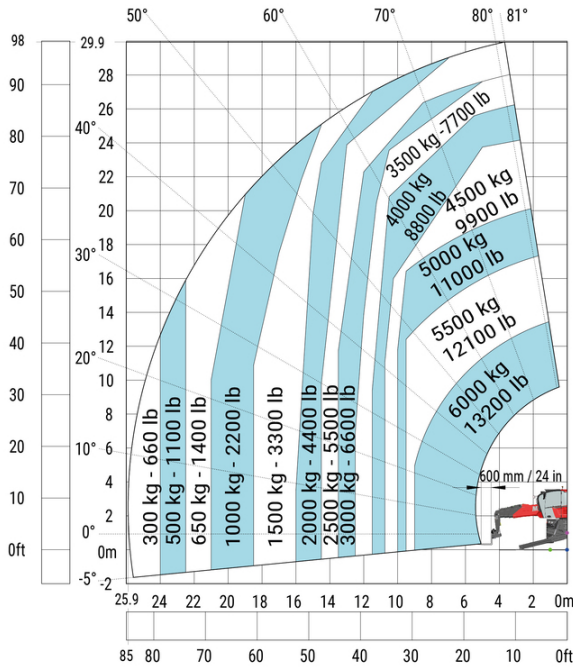 50° 60° 70° 80° 81°
98 29.9
90 28
26
80 40° 24
22
70 20
60 18
30° 16
50 14
40 20° 12
10
30 8
20 10° 6
4
10 2
0ft 0° 0m
-5° -2
3500 kg -7700 lb
4000 kg
8800 lb
4500 kg
9900 lb
5000 kg
11000 lb
5500 kg
12100 lb
6000 kg
13200 lb
600 mm / 24 in
300 kg - 660 lb
500 kg - 1100 lb
650 kg - 1400 lb
1000 kg - 2200 lb
1500 kg - 3300 lb
2000 kg - 4400 lb
2500 kg - 5500 lb
3000 kg - 6600 lb
25.9 24 22 20 18 16 14 12 10 8 6 4 2 0m
85 80 70 60 50 40 30 20 10 0ft